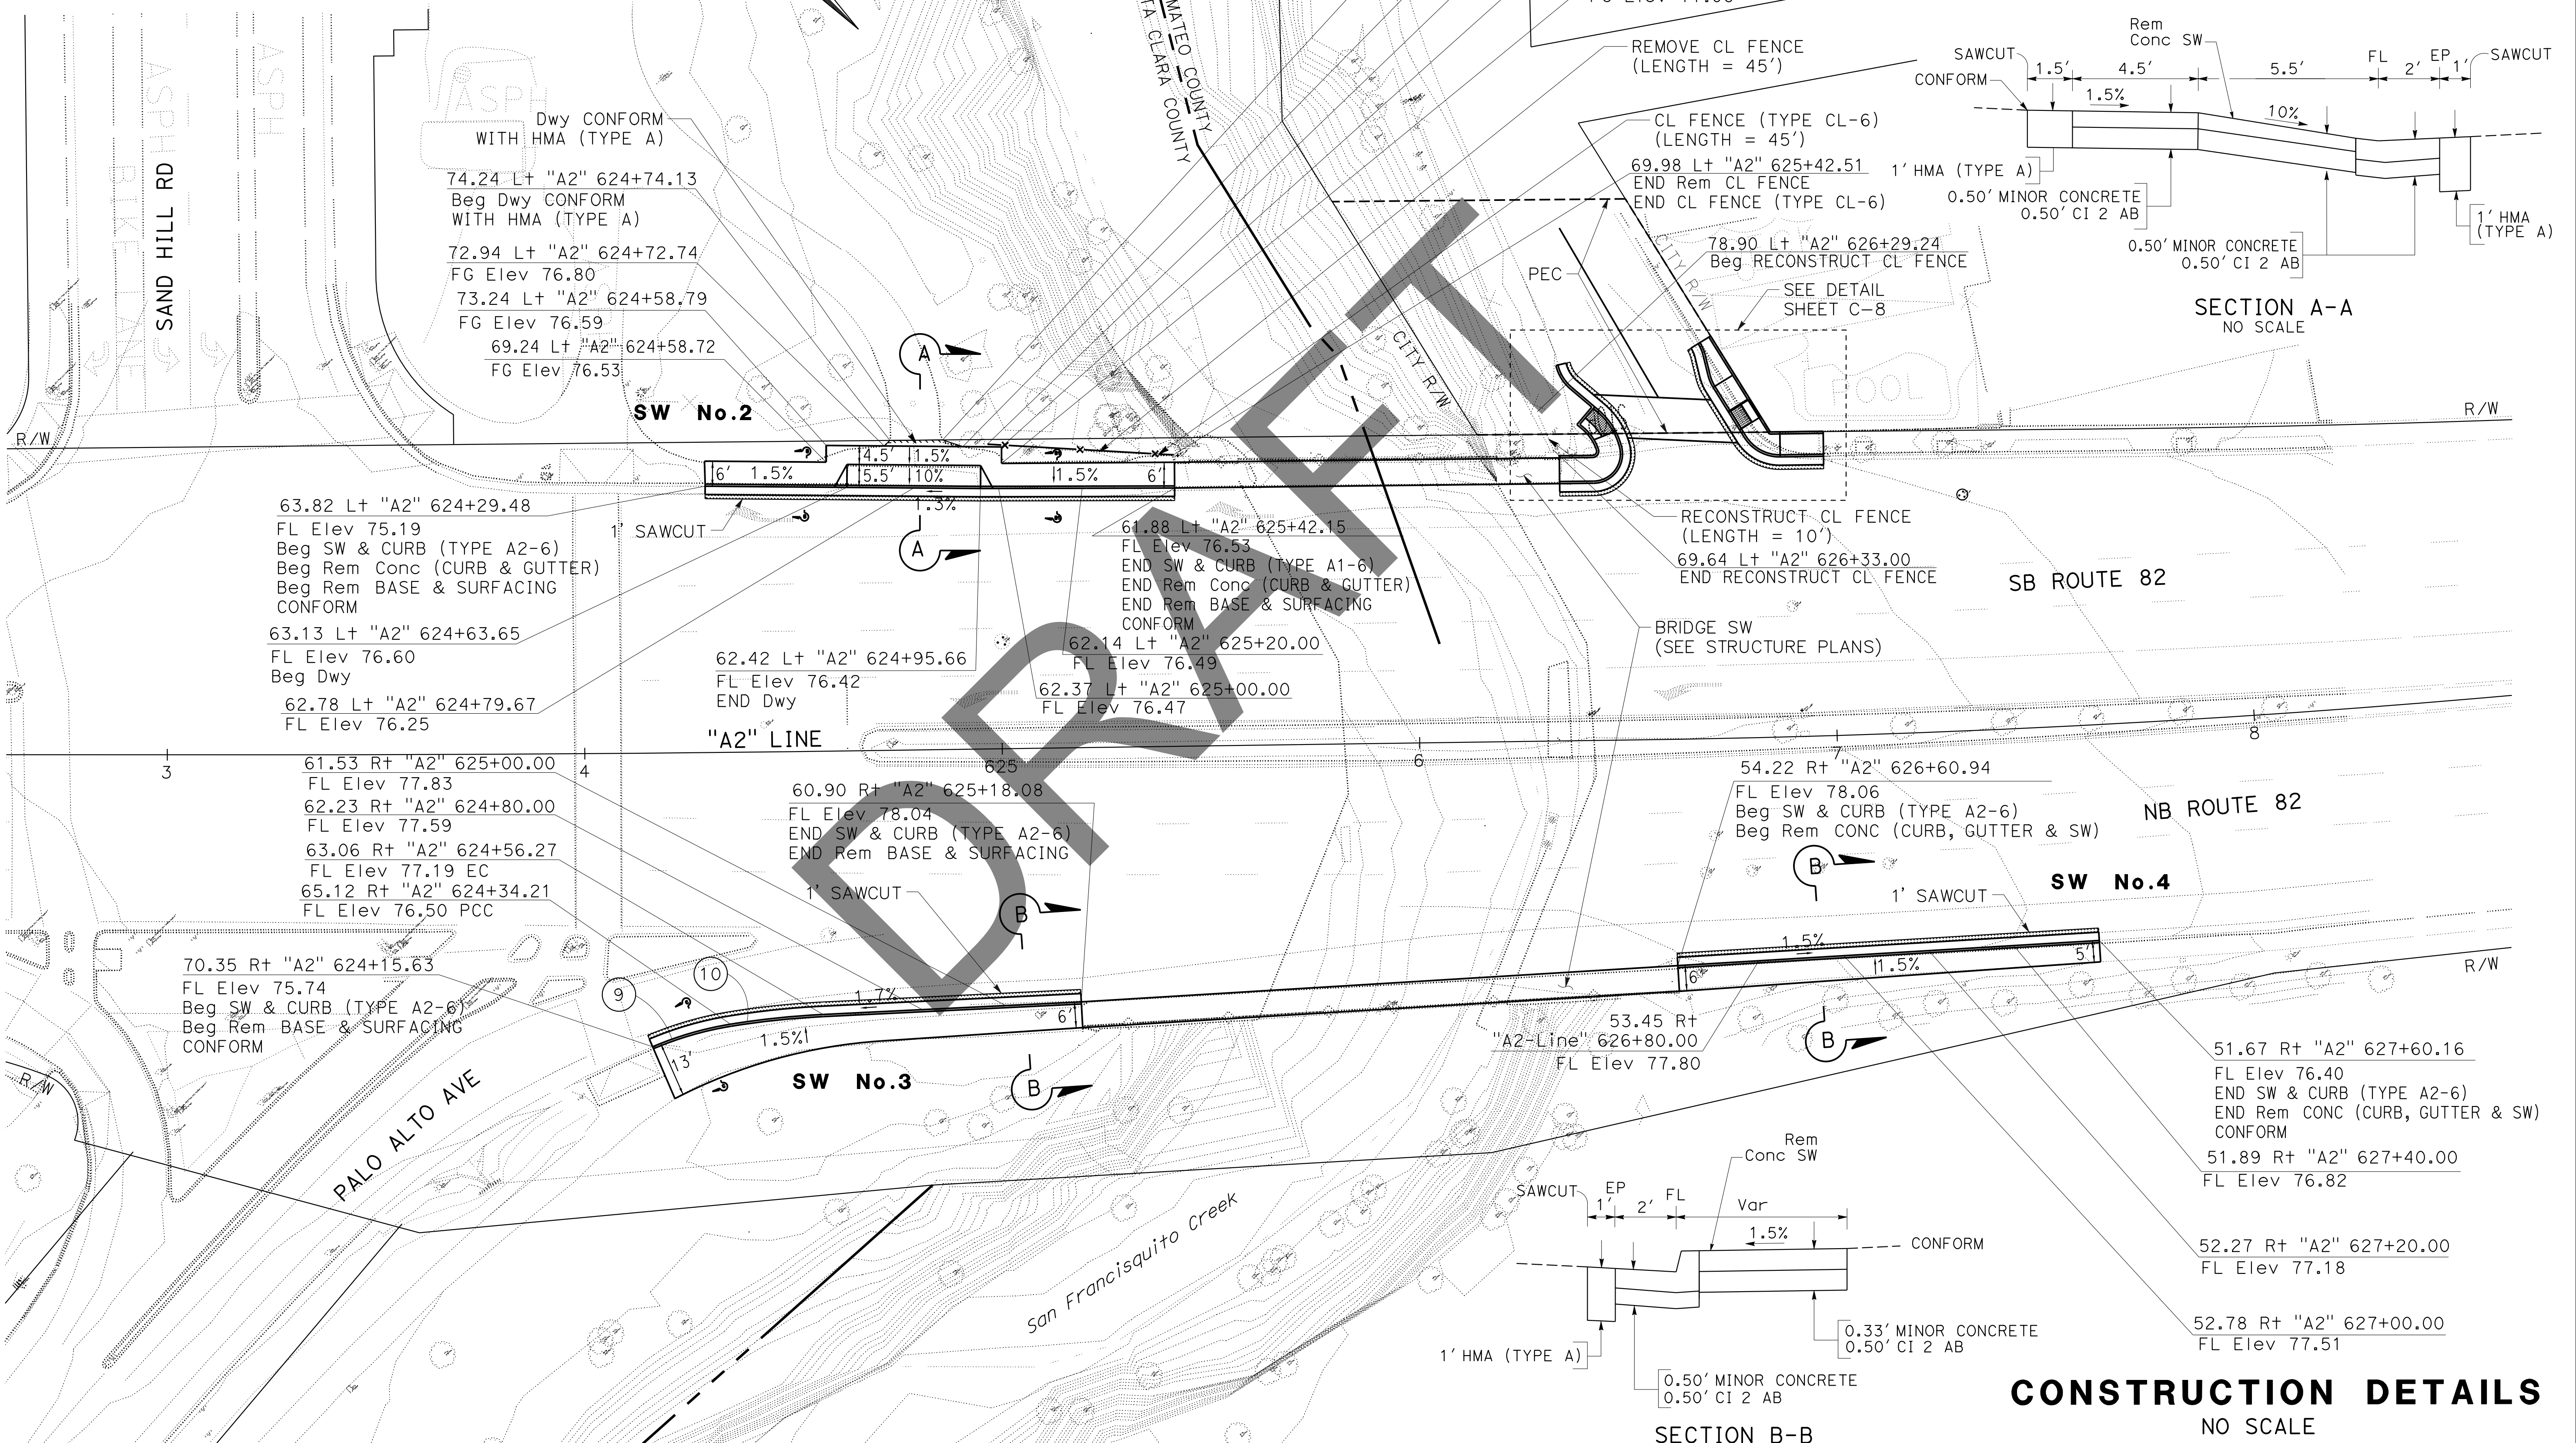 MATEO COUNTY
TA CLARA COUNTY
REMOVE CL FENCE
(LENGTH = 45')
CL FENCE (TYPE CL-6)
(LENGTH = 45')
69.98 Lt "A2" 625+42.51
END Rem CL FENCE
END CL FENCE (TYPE CL-6)
78.90 Lt "A2" 626+29.24
Beg RECONSTRUCT CL FENCE
PEC
SEE DETAIL
SHEET C-8
CITY R/W
CITY R/W
POOL
Rem
Conc SW
SAWCUT
CONFORM
1.5'
4.5'
5.5'
FL
2'
EP
1'
SAWCUT
1.5%
10%
1' HMA (TYPE A)
0.50' MINOR CONCRETE
0.50' CI 2 AB
0.50' MINOR CONCRETE
0.50' CI 2 AB
1' HMA
(TYPE A)
SECTION A-A
NO SCALE
SAND HILL RD
ASPH
ASPH
ASPH
BIKE LANE
Dwy CONFORM
WITH HMA (TYPE A)
74.24 Lt "A2" 624+74.13
Beg Dwy CONFORM
WITH HMA (TYPE A)
72.94 Lt "A2" 624+72.74
FG Elev 76.80
73.24 Lt "A2" 624+58.79
FG Elev 76.59
69.24 Lt "A2" 624+58.72
FG Elev 76.53
SW No.2
A
R/W
R/W
6'
1.5%
4.5'
1.5%
5.5'
10%
1.5%
6'
1.3%
1' SAWCUT
A
63.82 Lt "A2" 624+29.48
FL Elev 75.19
Beg SW & CURB (TYPE A2-6)
Beg Rem Conc (CURB & GUTTER)
Beg Rem BASE & SURFACING
CONFORM
63.13 Lt "A2" 624+63.65
FL Elev 76.60
Beg Dwy
62.78 Lt "A2" 624+79.67
FL Elev 76.25
62.42 Lt "A2" 624+95.66
FL Elev 76.42
END Dwy
61.88 Lt "A2" 625+42.15
FL Elev 76.53
END SW & CURB (TYPE A1-6)
END Rem Conc (CURB & GUTTER)
END Rem BASE & SURFACING
CONFORM
62.14 Lt "A2" 625+20.00
FL Elev 76.49
62.37 Lt "A2" 625+00.00
FL Elev 76.47
RECONSTRUCT CL FENCE
(LENGTH = 10')
69.64 Lt "A2" 626+33.00
END RECONSTRUCT CL FENCE
SB ROUTE 82
BRIDGE SW
(SEE STRUCTURE PLANS)
DRAFT
"A2" LINE
3
4
625
6
7
8
61.53 Rt "A2" 625+00.00
FL Elev 77.83
62.23 Rt "A2" 624+80.00
FL Elev 77.59
63.06 Rt "A2" 624+56.27
FL Elev 77.19 EC
65.12 Rt "A2" 624+34.21
FL Elev 76.50 PCC
70.35 Rt "A2" 624+15.63
FL Elev 75.74
Beg SW & CURB (TYPE A2-6)
Beg Rem BASE & SURFACING
CONFORM
60.90 Rt "A2" 625+18.08
FL Elev 78.04
END SW & CURB (TYPE A2-6)
END Rem BASE & SURFACING
1' SAWCUT
B
9
10
1.7%
1.5%
13'
6'
SW No.3
B
54.22 Rt "A2" 626+60.94
FL Elev 78.06
Beg SW & CURB (TYPE A2-6)
Beg Rem CONC (CURB, GUTTER & SW)
NB ROUTE 82
B
SW No.4
1' SAWCUT
1.5%
6'
1.5%
5'
R/W
53.45 Rt
"A2-Line" 626+80.00
FL Elev 77.80
B
51.67 Rt "A2" 627+60.16
FL Elev 76.40
END SW & CURB (TYPE A2-6)
END Rem CONC (CURB, GUTTER & SW)
CONFORM
51.89 Rt "A2" 627+40.00
FL Elev 76.82
52.27 Rt "A2" 627+20.00
FL Elev 77.18
52.78 Rt "A2" 627+00.00
FL Elev 77.51
R/W
PALO ALTO AVE
San Francisquito Creek
Rem
Conc SW
SAWCUT
EP
1'
2'
FL
Var
1.5%
CONFORM
1' HMA (TYPE A)
0.33' MINOR CONCRETE
0.50' CI 2 AB
0.50' MINOR CONCRETE
0.50' CI 2 AB
SECTION B-B
CONSTRUCTION DETAILS
NO SCALE